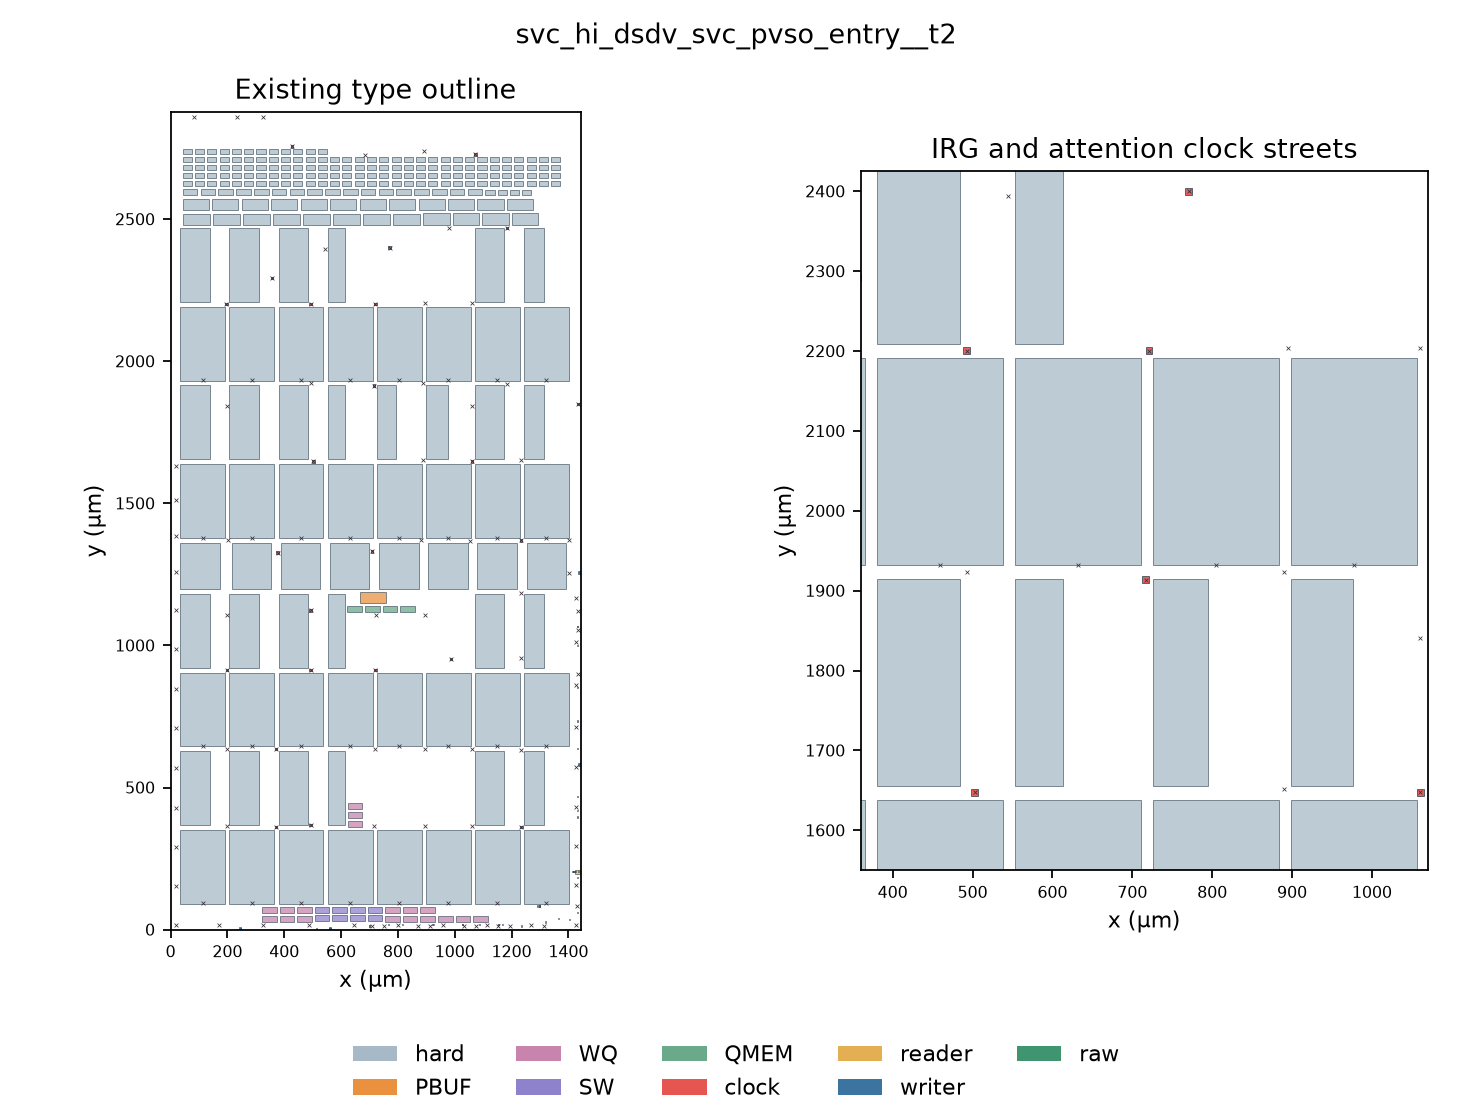 svc_hi_dsdv_svc_pvso_entry__t2
Existing type outline
IRG and attention clock streets
y (μm)
2500
2000
1500
1000
500
0
0 200 400 600 800 1000 1200 1400
x (μm)
y (μm)
2400
2300
2200
2100
2000
1900
1800
1700
1600
400 500 600 700 800 900 1000
x (μm)
hard WQ QMEM reader raw
PBUF SW clock writer